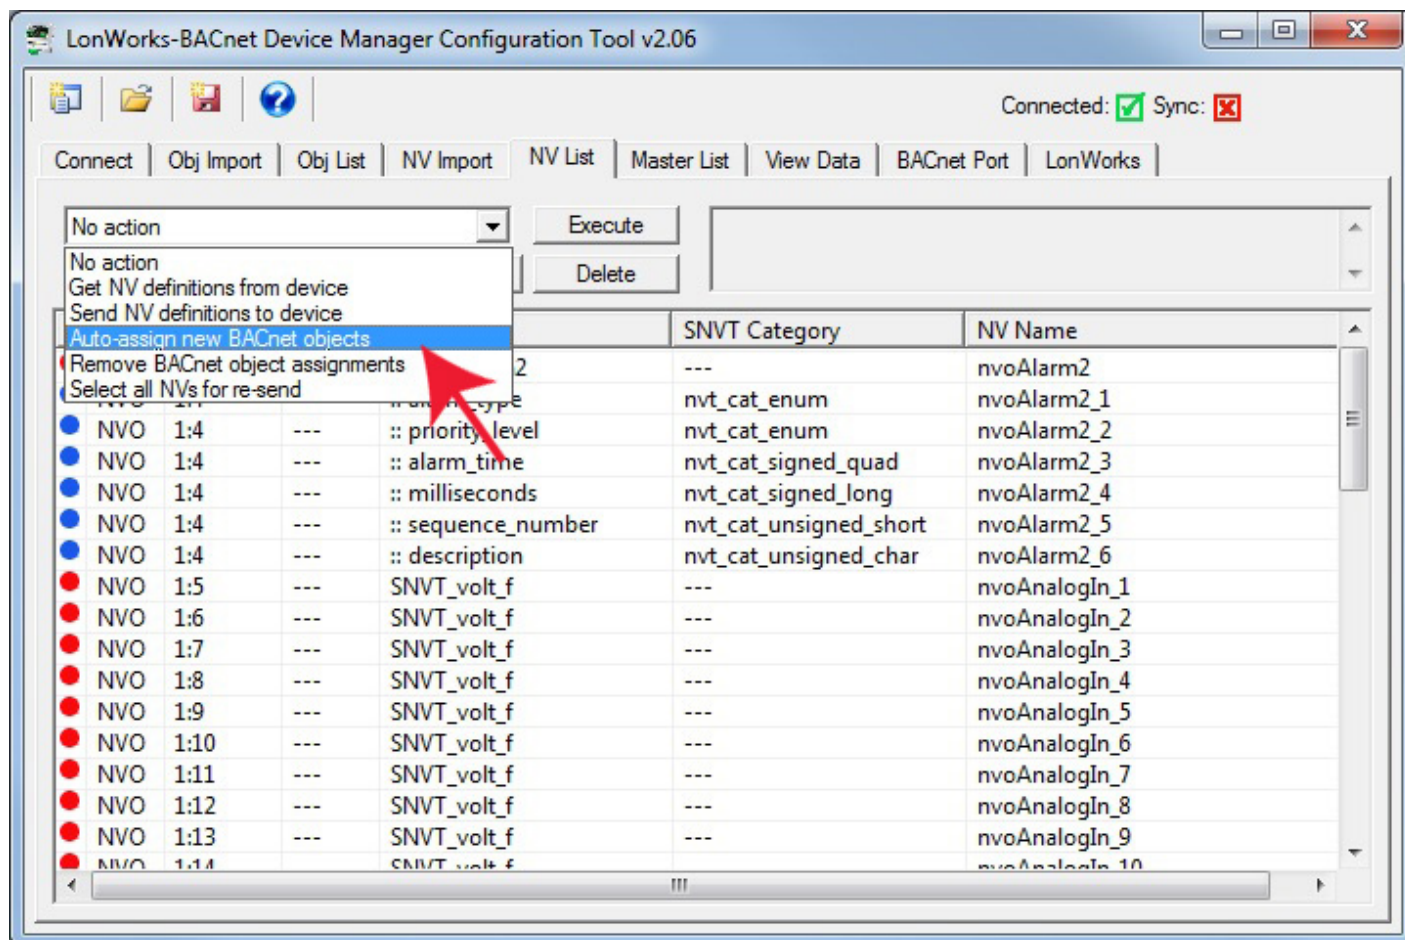 LonWorks-BACnet Device Manager Configuration Tool v2.06
Connected: Sync:
Connect Obj Import Obj List NV Import NV List Master List View Data BACnet Port LonWorks
No action Execute
No action
Get NV definitions from device Delete
Send NV definitions to device
Auto-assign new BACnet objects SNVT Category NV Name
Remove BACnet object assignments 2 --- nvoAlarm2
Select all NVs for re-send
nvt_cat_enum nvoAlarm2_1
NVO 1:4 --- :: priority_level nvt_cat_enum nvoAlarm2_2
NVO 1:4 --- :: alarm_time nvt_cat_signed_quad nvoAlarm2_3
NVO 1:4 --- :: milliseconds nvt_cat_signed_long nvoAlarm2_4
NVO 1:4 --- :: sequence_number nvt_cat_unsigned_short nvoAlarm2_5
NVO 1:4 --- :: description nvt_cat_unsigned_char nvoAlarm2_6
NVO 1:5 --- SNVT_volt_f --- nvoAnalogIn_1
NVO 1:6 --- SNVT_volt_f --- nvoAnalogIn_2
NVO 1:7 --- SNVT_volt_f --- nvoAnalogIn_3
NVO 1:8 --- SNVT_volt_f --- nvoAnalogIn_4
NVO 1:9 --- SNVT_volt_f --- nvoAnalogIn_5
NVO 1:10 --- SNVT_volt_f --- nvoAnalogIn_6
NVO 1:11 --- SNVT_volt_f --- nvoAnalogIn_7
NVO 1:12 --- SNVT_volt_f --- nvoAnalogIn_8
NVO 1:13 --- SNVT_volt_f --- nvoAnalogIn_9
NVO 1:14 SNVT_volt_f nvoAnalogIn_10